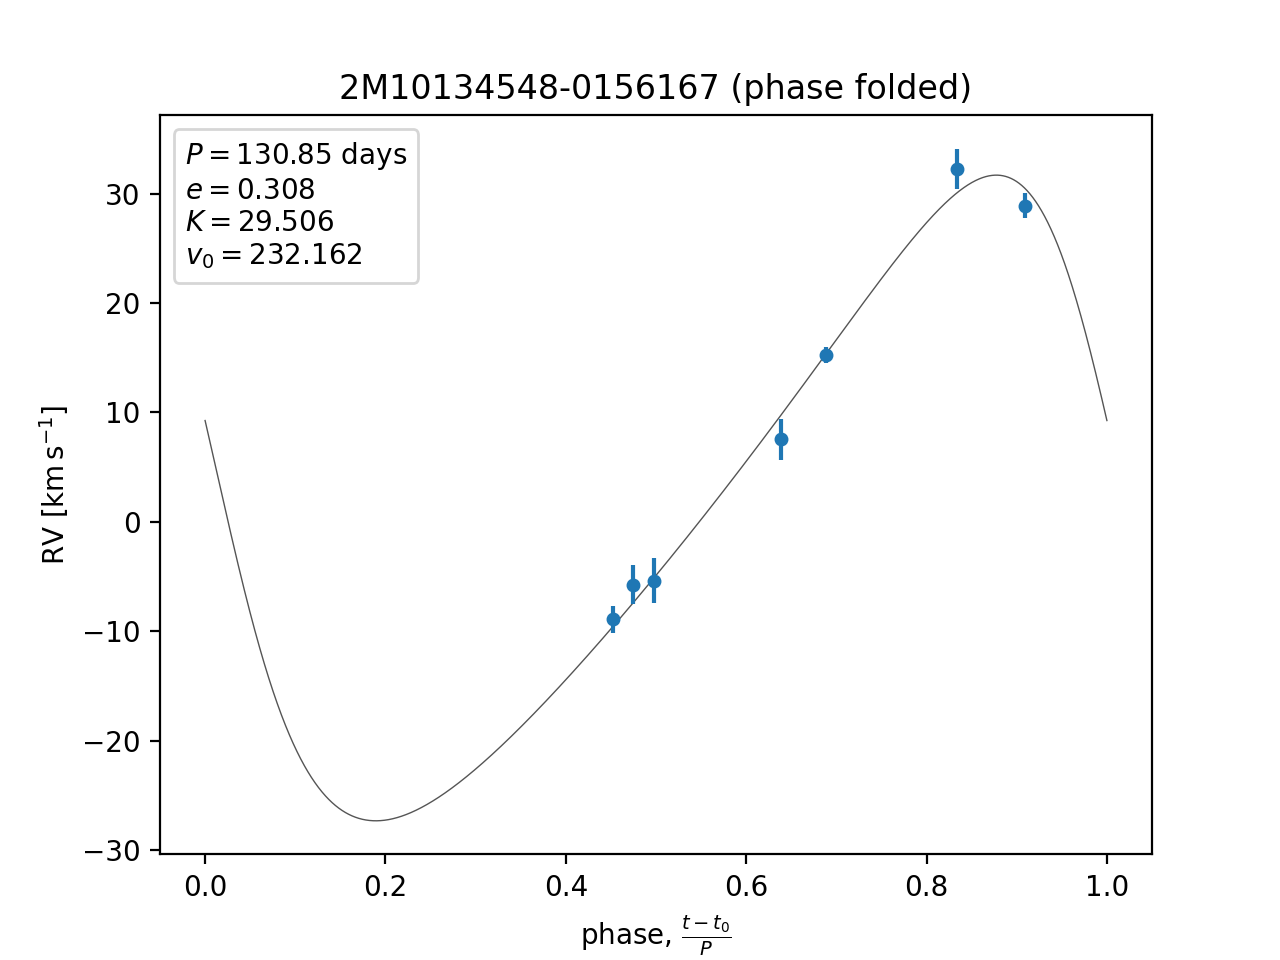 2M10134548-0156167 (phase folded)
P = 130.85 days
e = 0.308
K = 29.506
v₀ = 232.162
30
20
10
0
−10
−20
−30
RV [km s⁻¹]
0.0 0.2 0.4 0.6 0.8 1.0
phase, (t − t₀)/P